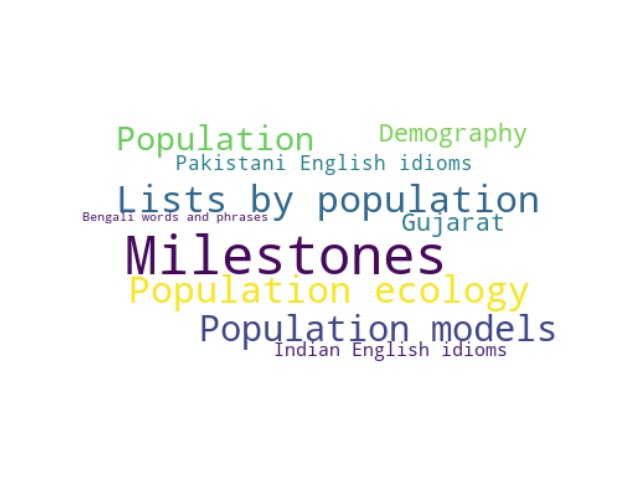 Population
Demography
Pakistani English idioms
Lists by population
Bengali words and phrases
Gujarat
Milestones
Population ecology
Population models
Indian English idioms